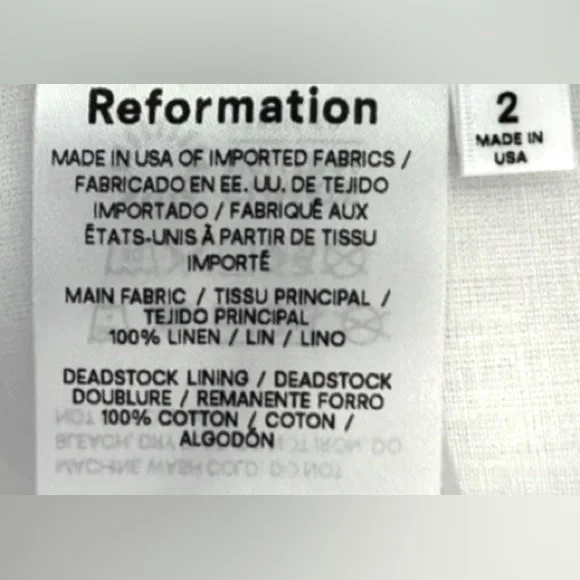 Reformation
MADE IN USA OF IMPORTED FABRICS /
FABRICADO EN EE. UU. DE TEJIDO
IMPORTADO / FABRIQUÉ AUX
ÉTATS-UNIS À PARTIR DE TISSU
IMPORTÉ
MAIN FABRIC / TISSU PRINCIPAL /
TEJIDO PRINCIPAL
100% LINEN / LIN / LINO
DEADSTOCK LINING / DEADSTOCK
DOUBLURE / REMANENTE FORRO
100% COTTON / COTON /
ALGODÓN
2
MADE IN
USA